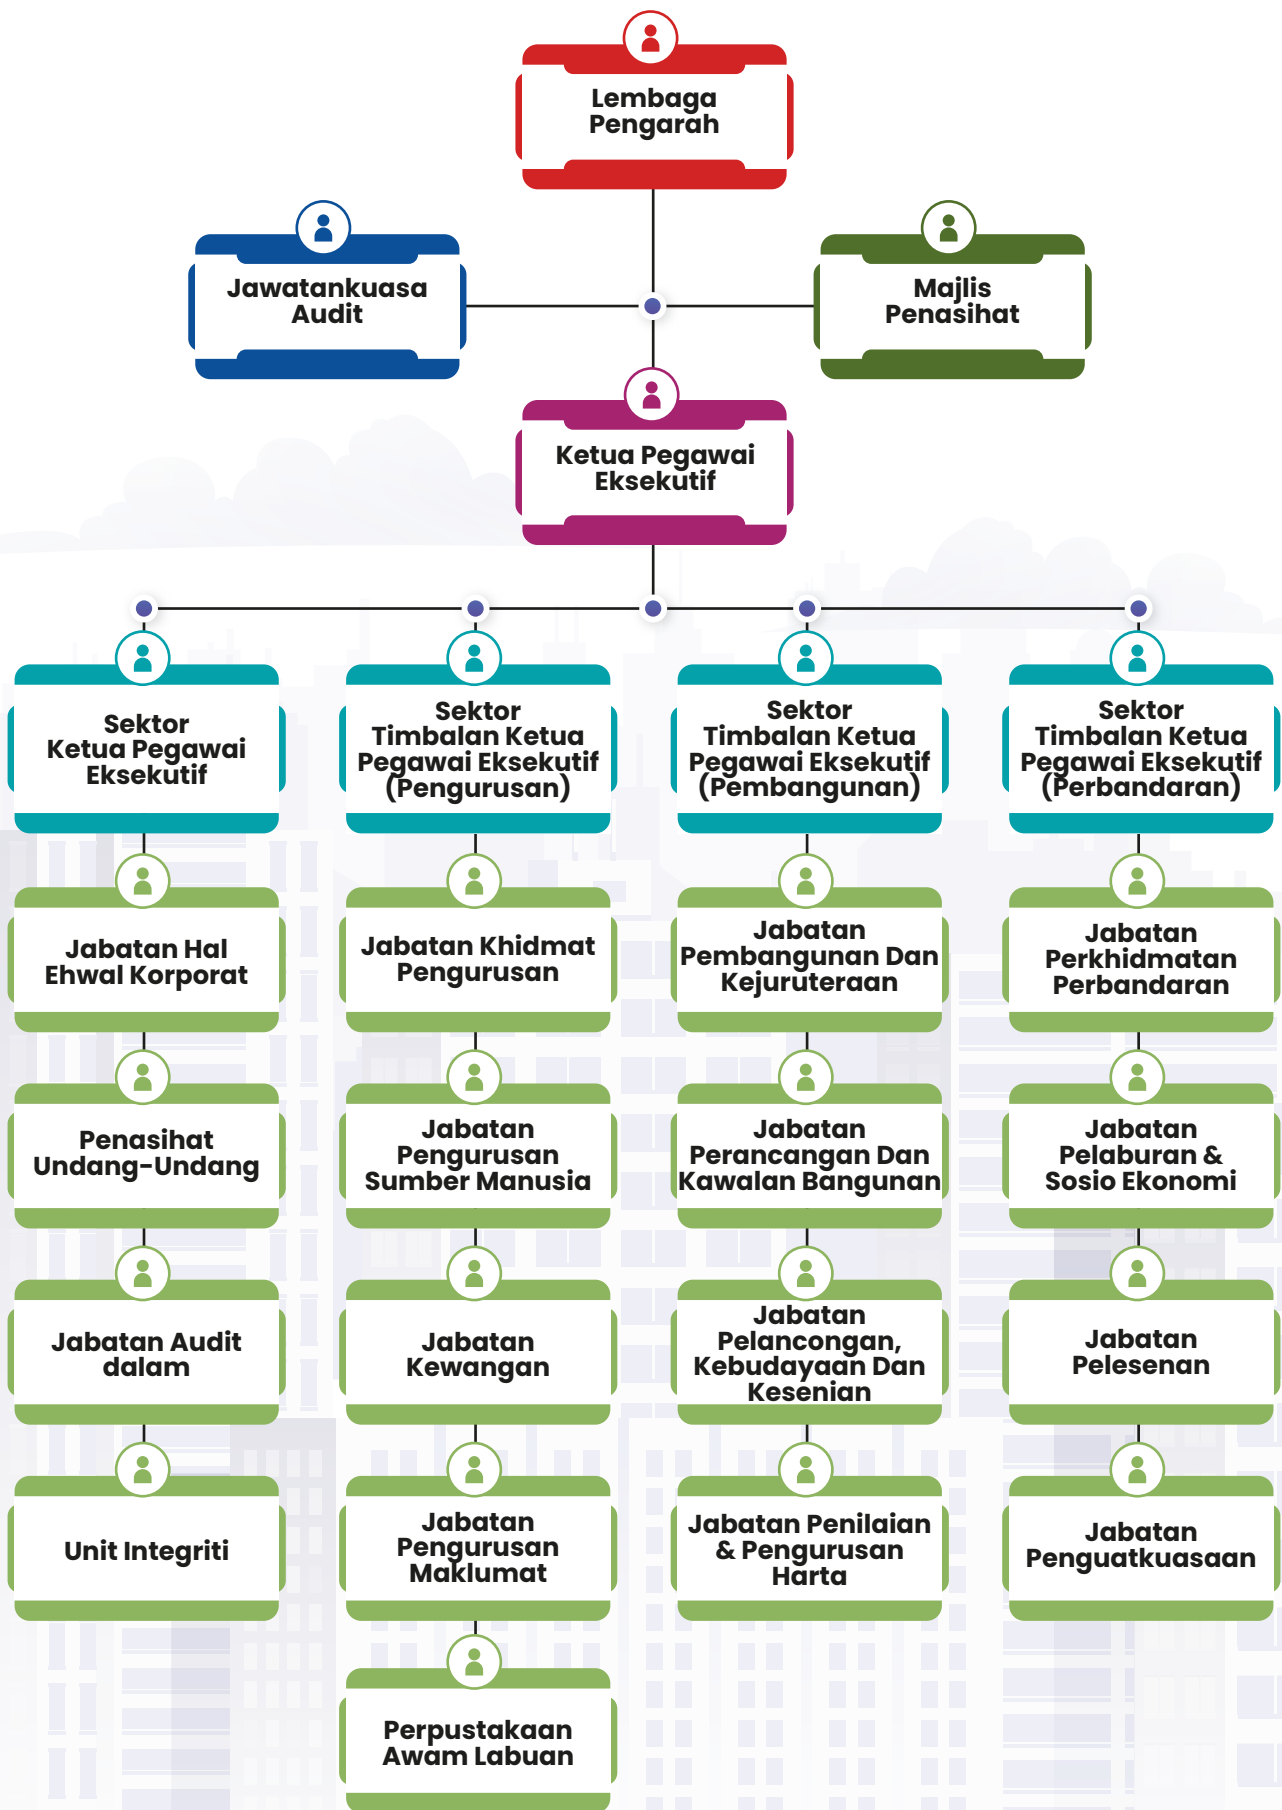 Lembaga
Pengarah
Jawatankuasa
Audit
Majlis
Penasihat
Ketua Pegawai
Eksekutif
Sektor
Ketua Pegawai
Eksekutif
Sektor
Timbalan Ketua
Pegawai Eksekutif
(Pengurusan)
Sektor
Timbalan Ketua
Pegawai Eksekutif
(Pembangunan)
Sektor
Timbalan Ketua
Pegawai Eksekutif
(Perbandaran)
Jabatan Hal
Ehwal Korporat
Jabatan Khidmat
Pengurusan
Jabatan
Pembangunan Dan
Kejuruteraan
Jabatan
Perkhidmatan
Perbandaran
Penasihat
Undang-Undang
Jabatan
Pengurusan
Sumber Manusia
Jabatan
Perancangan Dan
Kawalan Bangunan
Jabatan
Pelaburan &
Sosio Ekonomi
Jabatan Audit
dalam
Jabatan
Kewangan
Jabatan
Pelancongan,
Kebudayaan Dan
Kesenian
Jabatan
Pelesenan
Unit Integriti
Jabatan
Pengurusan
Maklumat
Jabatan Penilaian
& Pengurusan
Harta
Jabatan
Penguatkuasaan
Perpustakaan
Awam Labuan